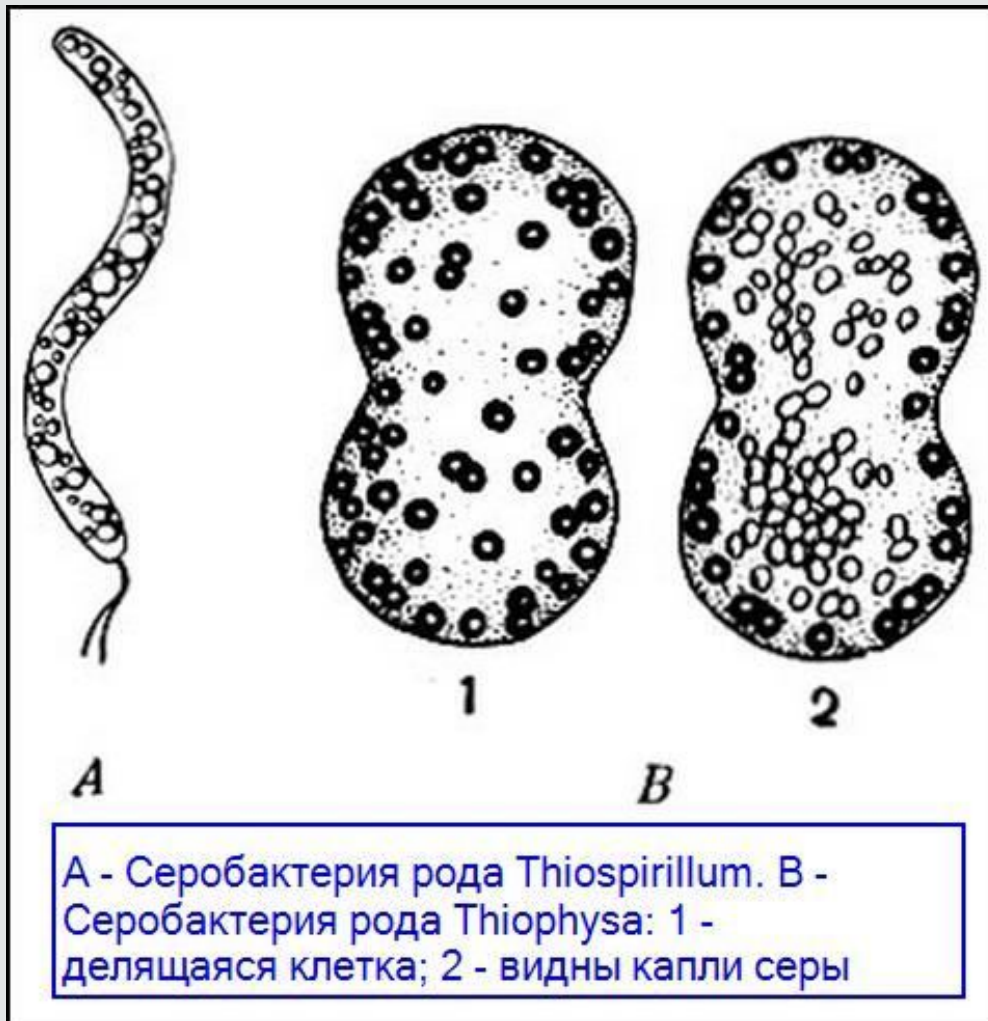 1
2
A
B
A - Серобактерия рода Thiospirillum. В -
Серобактерия рода Thiophysa: 1 -
делящаяся клетка; 2 - видны капли серы